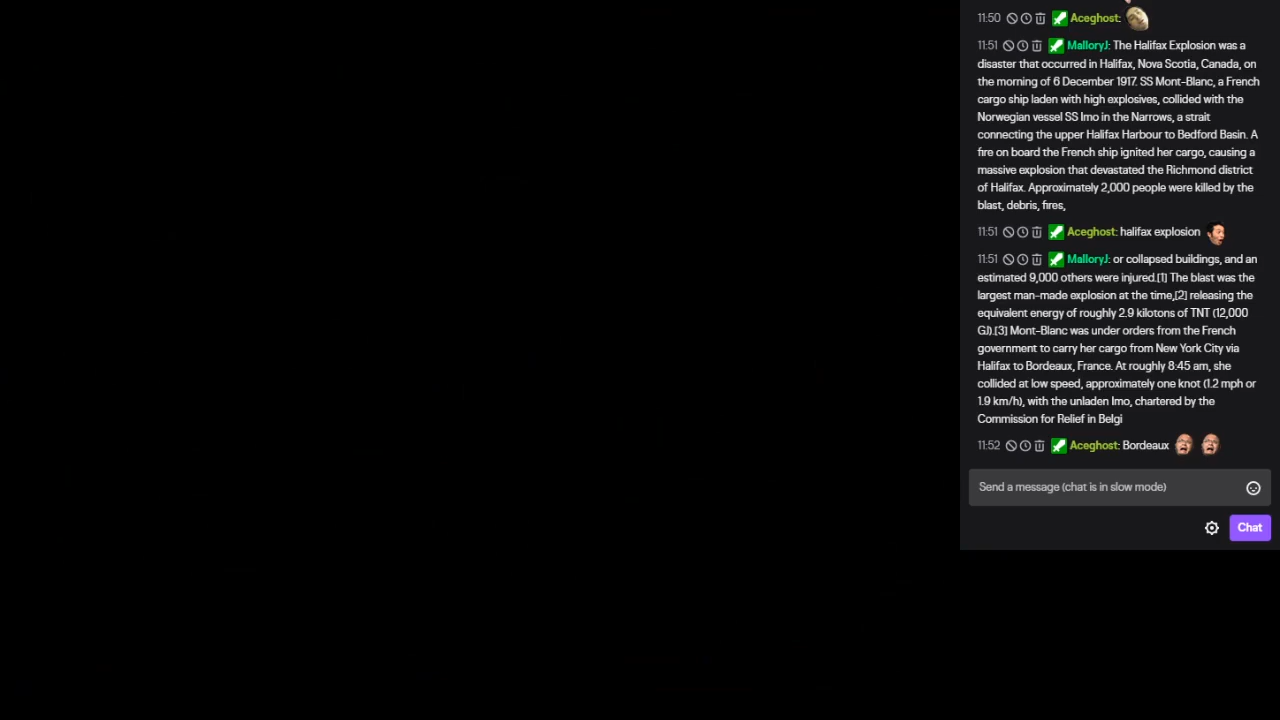 11:50 Aceghost:
11:51 MalloryJ: The Halifax Explosion was a
disaster that occurred in Halifax, Nova Scotia, Canada, on
the morning of 6 December 1917. SS Mont-Blanc, a French
cargo ship laden with high explosives, collided with the
Norwegian vessel SS Imo in the Narrows, a strait
connecting the upper Halifax Harbour to Bedford Basin. A
fire on board the French ship ignited her cargo, causing a
massive explosion that devastated the Richmond district
of Halifax. Approximately 2,000 people were killed by the
blast, debris, fires,
11:51 Aceghost: halifax explosion
11:51 MalloryJ: or collapsed buildings, and an
estimated 9,000 others were injured.[1] The blast was the
largest man-made explosion at the time,[2] releasing the
equivalent energy of roughly 2.9 kilotons of TNT (12,000
GJ).[3] Mont-Blanc was under orders from the French
government to carry her cargo from New York City via
Halifax to Bordeaux, France. At roughly 8:45 am, she
collided at low speed, approximately one knot (1.2 mph or
1.9 km/h), with the unladen Imo, chartered by the
Commission for Relief in Belgi
11:52 Aceghost: Bordeaux
Send a message (chat is in slow mode)
Chat